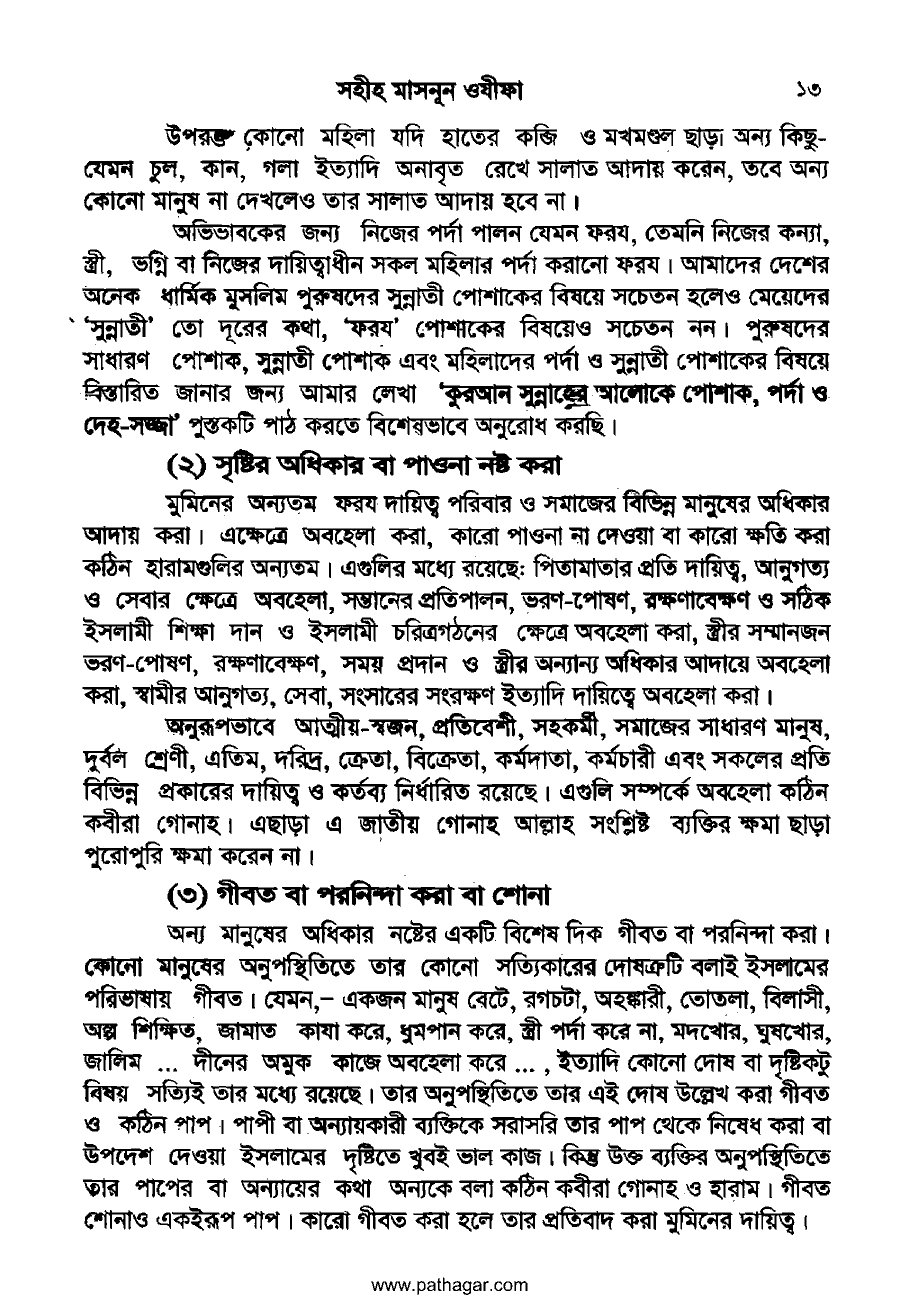 সহীহ মাসনূন ওযীফা ১৩
উপরন্তু কোনো মহিলা যদি হাতের কব্জি ও মখমণ্ডল ছাড়া অন্য কিছু-
যেমন চুল, কান, গলা ইত্যাদি অনাবৃত রেখে সালাত আদায় করেন, তবে অন্য
কোনো মানুষ না দেখলেও তার সালাত আদায় হবে না।
অভিভাবকের জন্য নিজের পর্দা পালন যেমন ফরয, তেমনি নিজের কন্যা,
স্ত্রী, ভগ্নি বা নিজের দায়িত্বাধীন সকল মহিলার পর্দা করানো ফরয। আমাদের দেশের
অনেক ধার্মিক মুসলিম পুরুষদের সুন্নাতী পোশাকের বিষয়ে সচেতন হলেও মেয়েদের
‘সুন্নাতী’ তো দূরের কথা, ‘ফরয’ পোশাকের বিষয়েও সচেতন নন। পুরুষদের
সাধারণ পোশাক, সুন্নাতী পোশাক এবং মহিলাদের পর্দা ও সুন্নাতী পোশাকের বিষয়ে
বিস্তারিত জানার জন্য আমার লেখা ‘কুরআন সুন্নাহের আলোকে পোশাক, পর্দা ও
দেহ-সজ্জা’ পুস্তকটি পাঠ করতে বিশেষভাবে অনুরোধ করছি।
(২) সৃষ্টির অধিকার বা পাওনা নষ্ট করা
মুমিনের অন্যতম ফরয দায়িত্ব পরিবার ও সমাজের বিভিন্ন মানুষের অধিকার
আদায় করা। এক্ষেত্রে অবহেলা করা, কারো পাওনা না দেওয়া বা কারো ক্ষতি করা
কঠিন হারামগুলির অন্যতম। এগুলির মধ্যে রয়েছে: পিতামাতার প্রতি দায়িত্ব, আনুগত্য
ও সেবার ক্ষেত্রে অবহেলা, সন্তানের প্রতিপালন, ভরণ-পোষণ, রক্ষণাবেক্ষণ ও সঠিক
ইসলামী শিক্ষা দান ও ইসলামী চরিত্রগঠনের ক্ষেত্রে অবহেলা করা, স্ত্রীর সম্মানজন
ভরণ-পোষণ, রক্ষণাবেক্ষণ, সময় প্রদান ও স্ত্রীর অন্যান্য অধিকার আদায়ে অবহেলা
করা, স্বামীর আনুগত্য, সেবা, সংসারের সংরক্ষণ ইত্যাদি দায়িত্বে অবহেলা করা।
অনুরূপভাবে আত্মীয়-স্বজন, প্রতিবেশী, সহকর্মী, সমাজের সাধারণ মানুষ,
দুর্বল শ্রেণী, এতিম, দরিদ্র, ক্রেতা, বিক্রেতা, কর্মদাতা, কর্মচারী এবং সকলের প্রতি
বিভিন্ন প্রকারের দায়িত্ব ও কর্তব্য নির্ধারিত রয়েছে। এগুলি সম্পর্কে অবহেলা কঠিন
কবীরা গোনাহ। এছাড়া এ জাতীয় গোনাহ আল্লাহ সংশ্লিষ্ট ব্যক্তির ক্ষমা ছাড়া
পুরোপুরি ক্ষমা করেন না।
(৩) গীবত বা পরনিন্দা করা বা শোনা
অন্য মানুষের অধিকার নষ্টের একটি বিশেষ দিক গীবত বা পরনিন্দা করা।
কোনো মানুষের অনুপস্থিতিতে তার কোনো সত্যিকারের দোষত্রুটি বলাই ইসলামের
পরিভাষায় গীবত। যেমন,– একজন মানুষ বেটে, রগচটা, অহঙ্কারী, তোতলা, বিলাসী,
অল্প শিক্ষিত, জামাত কাযা করে, ধুমপান করে, স্ত্রী পর্দা করে না, মদখোর, ঘুষখোর,
জালিম ... দীনের অমুক কাজে অবহেলা করে ... , ইত্যাদি কোনো দোষ বা দৃষ্টিকটু
বিষয় সত্যিই তার মধ্যে রয়েছে। তার অনুপস্থিতিতে তার এই দোষ উল্লেখ করা গীবত
ও কঠিন পাপ। পাপী বা অন্যায়কারী ব্যক্তিকে সরাসরি তার পাপ থেকে নিষেধ করা বা
উপদেশ দেওয়া ইসলামের দৃষ্টিতে খুবই ভাল কাজ। কিন্তু উক্ত ব্যক্তির অনুপস্থিতিতে
তার পাপের বা অন্যায়ের কথা অন্যকে বলা কঠিন কবীরা গোনাহ ও হারাম। গীবত
শোনাও একইরূপ পাপ। কারো গীবত করা হলে তার প্রতিবাদ করা মুমিনের দায়িত্ব।
www.pathagar.com